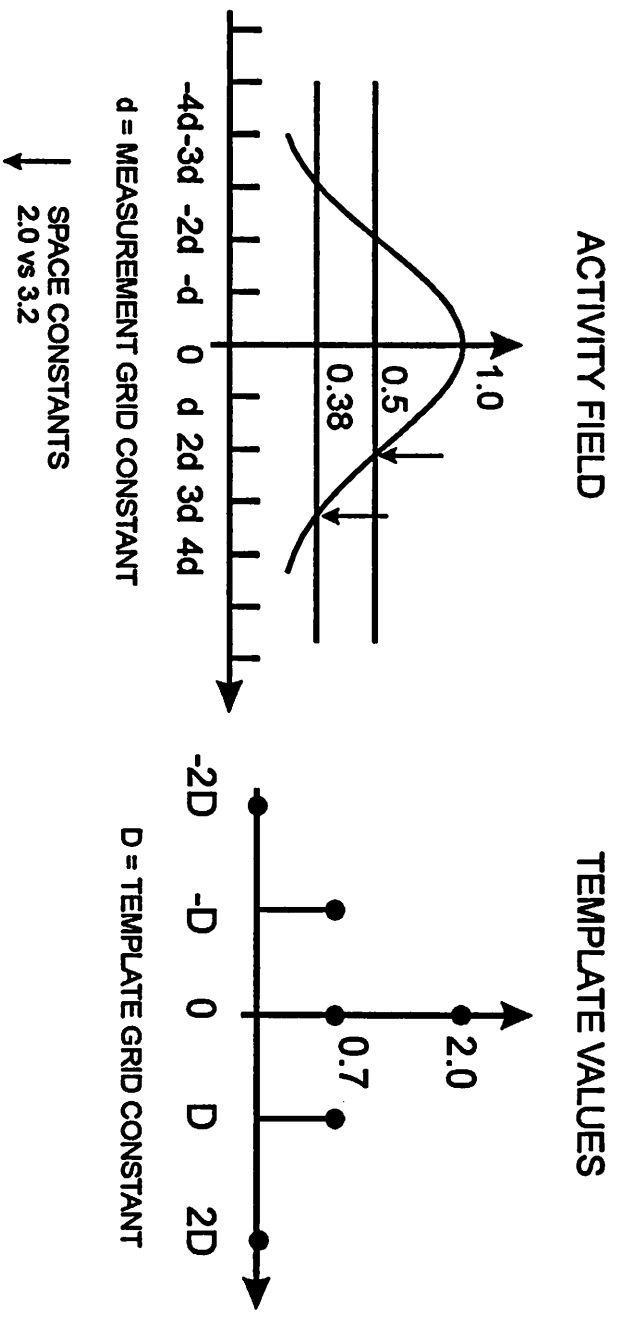 ACTIVITY FIELD
1.0
0.5
0.38
-4d -3d -2d -d 0 d 2d 3d 4d
d = MEASUREMENT GRID CONSTANT
SPACE CONSTANTS
2.0 vs 3.2
TEMPLATE VALUES
2.0
0.7
-2D -D 0 D 2D
D = TEMPLATE GRID CONSTANT